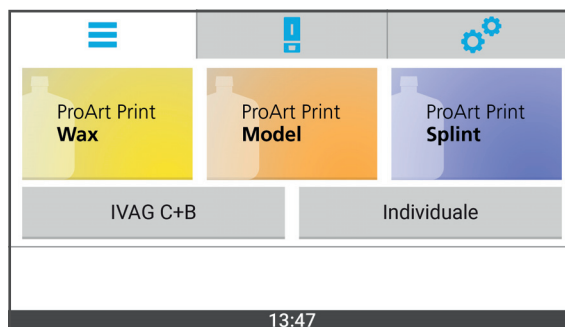 ProArt Print
Wax
ProArt Print
Model
ProArt Print
Splint
IVAG C+B
Individuale
13:47